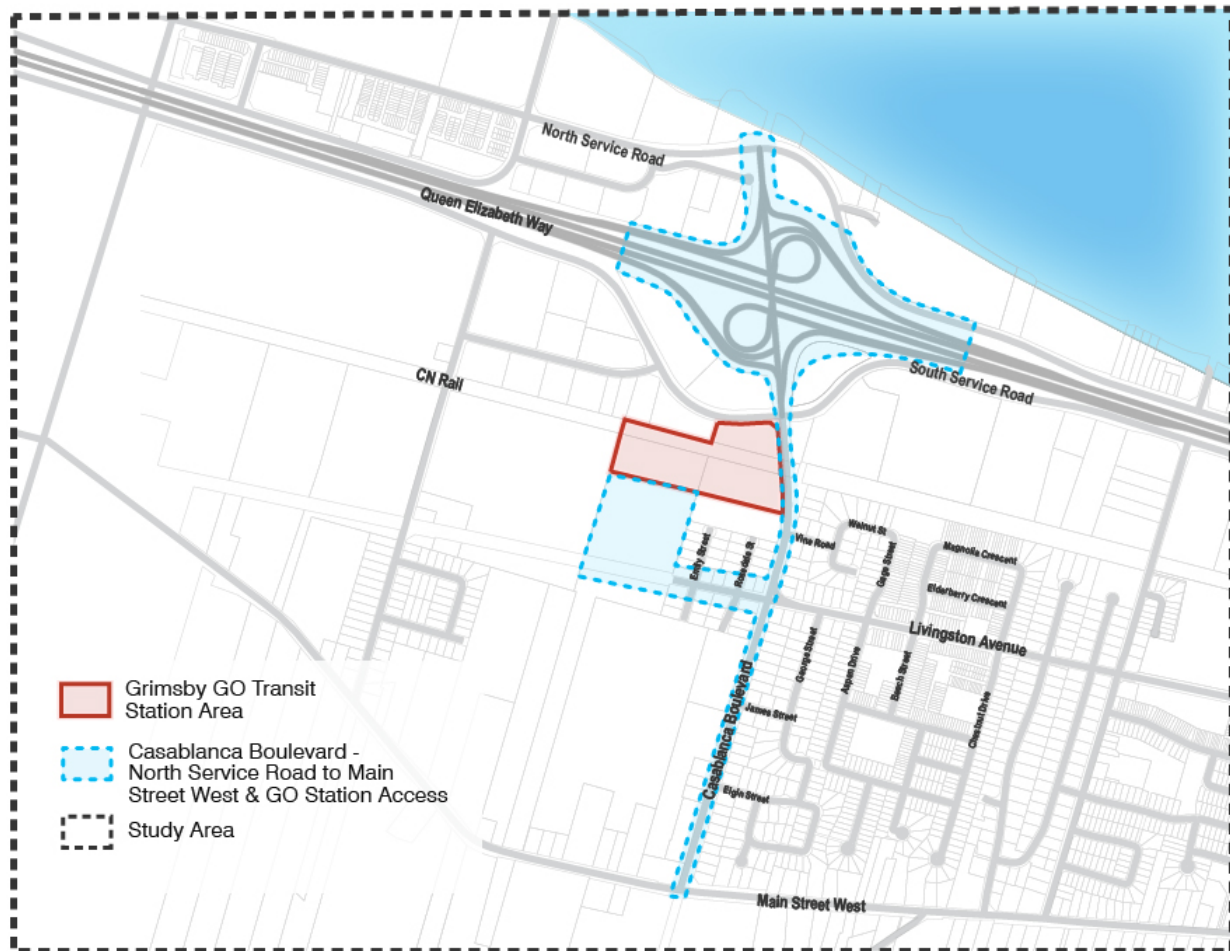 North Service Road
Queen Elizabeth Way
South Service Road
CN Rail
Walnut St
Vine Road
Gage Street
Magnolia Crescent
Emily Street
Rosedale St
Elderberry Crescent
Livingston Avenue
George Street
Aspen Drive
Beech Street
Chestnut Drive
Casablanca Boulevard
James Street
Elgin Street
Main Street West
Grimsby GO Transit
Station Area
Casablanca Boulevard -
North Service Road to Main
Street West & GO Station Access
Study Area